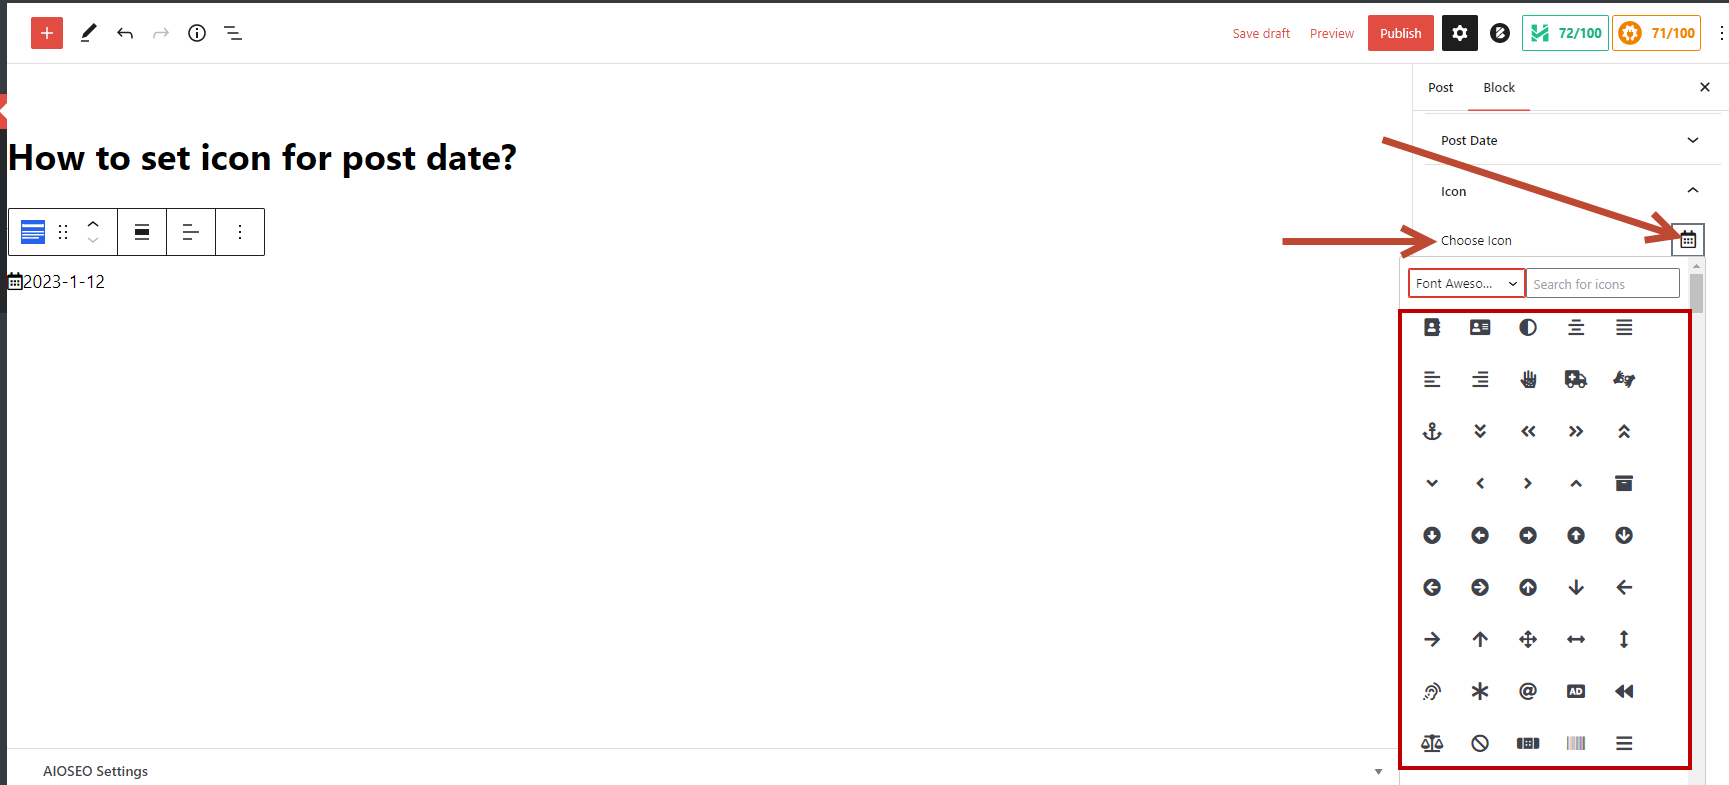 Save draft Preview Publish 72/100 71/100
Post Block
Post Date
How to set icon for post date?
Icon
Choose Icon
2023-1-12
Font Aweso... Search for icons
AD
AIOSEO Settings